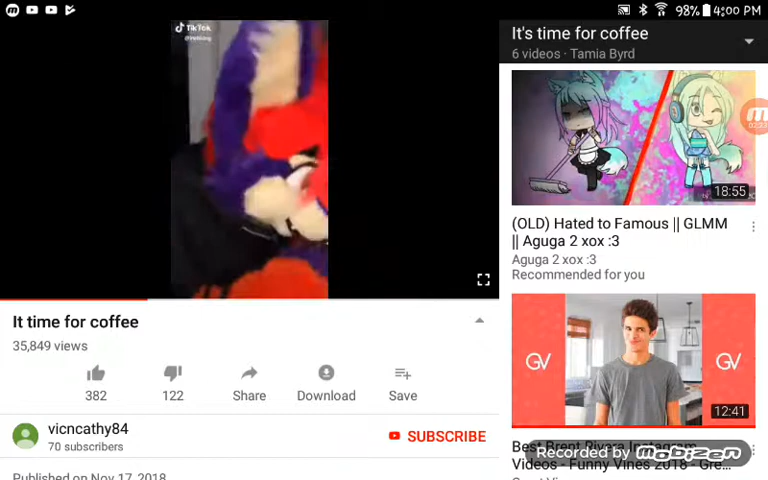 98% 4:00 PM
TikTok
It's time for coffee
6 videos · Tamia Byrd
18:55
(OLD) Hated to Famous || GLMM
|| Aguga 2 xox :3
Aguga 2 xox :3
Recommended for you
It time for coffee
35,849 views
382
122
Share
Download
Save
vicncathy84
70 subscribers
SUBSCRIBE
Published on Nov 17, 2018
GV
GV
12:41
Best Brent Rivera Instagram
Videos - Funny Vines 2018 - Gre...
Recorded by
mobizen